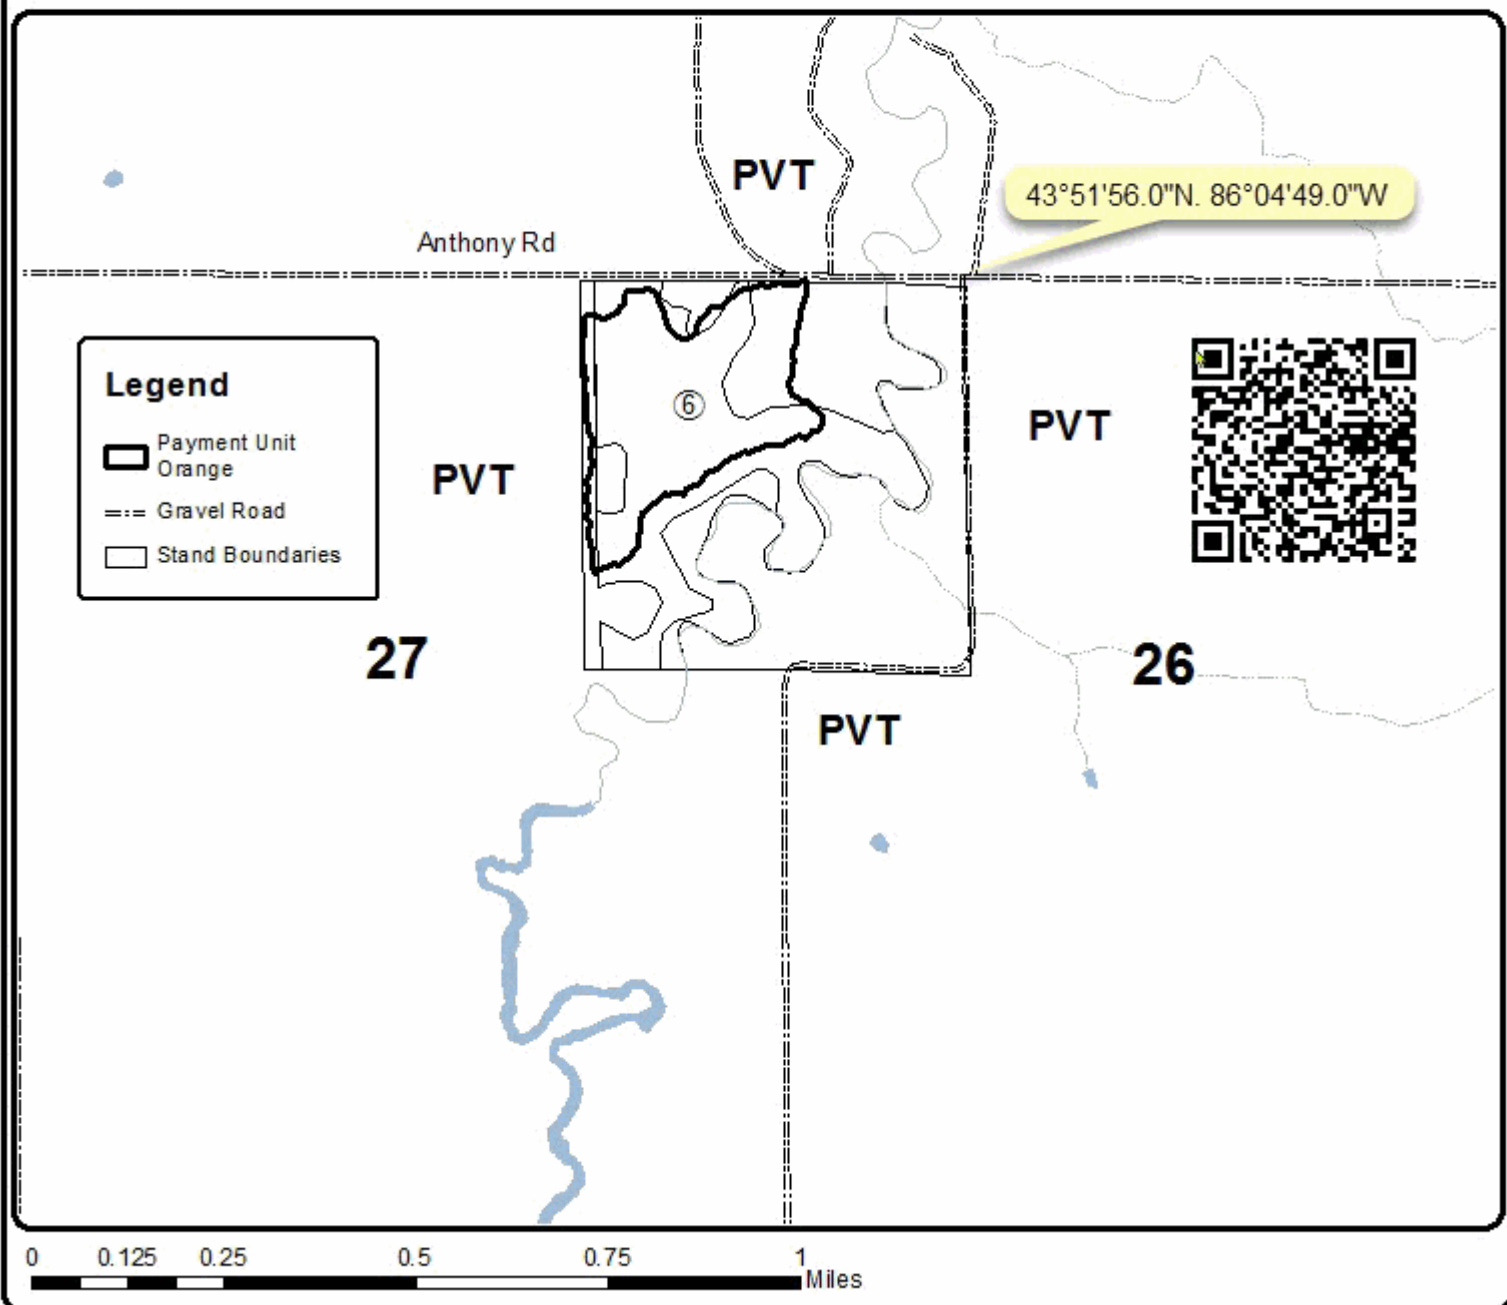 PVT
43°51'56.0"N. 86°04'49.0"W
Anthony Rd
Legend
Payment Unit
Orange
Gravel Road
Stand Boundaries
6
PVT
PVT
27
26
PVT
0 0.125 0.25 0.5 0.75 1
Miles